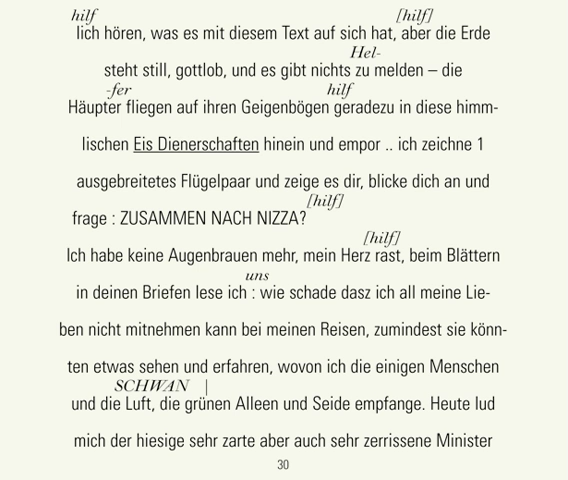 hilf [hilf]
lich hören, was es mit diesem Text auf sich hat, aber die Erde
Hel-
steht still, gottlob, und es gibt nichts zu melden – die
-fer hilf
Häupter fliegen auf ihren Geigenbögen geradezu in diese himm-
lischen Eis Dienerschaften hinein und empor .. ich zeichne 1
ausgebreitetes Flügelpaar und zeige es dir, blicke dich an und
[hilf]
frage : ZUSAMMEN NACH NIZZA?
[hilf]
Ich habe keine Augenbrauen mehr, mein Herz rast, beim Blättern
uns
in deinen Briefen lese ich : wie schade dasz ich all meine Lie-
ben nicht mitnehmen kann bei meinen Reisen, zumindest sie könn-
ten etwas sehen und erfahren, wovon ich die einigen Menschen
SCHWAN |
und die Luft, die grünen Alleen und Seide empfange. Heute lud
mich der hiesige sehr zarte aber auch sehr zerrissene Minister
30